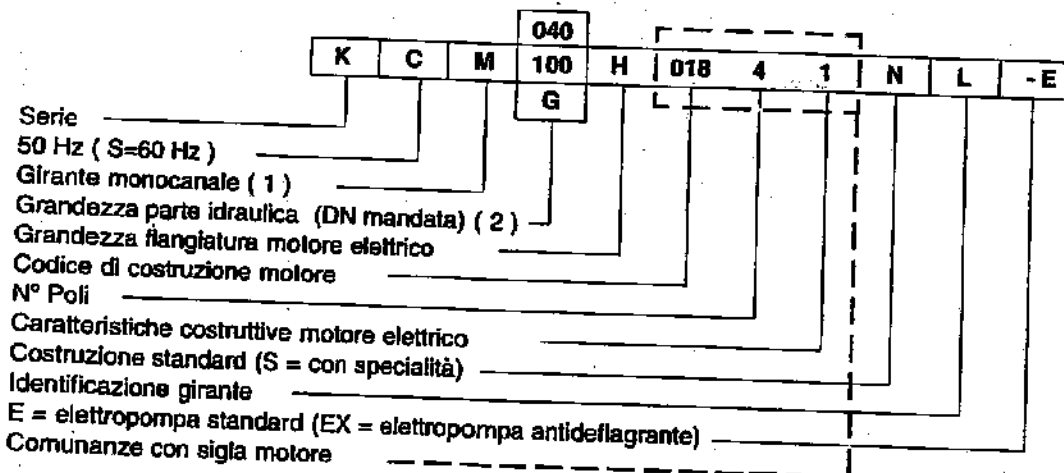 040
K C M 100 H 018 4 1 N L - E
G
Serie
50 Hz ( S=60 Hz )
Girante monocanale ( 1 )
Grandezza parte idraulica (DN mandata) ( 2 )
Grandezza flangiatura motore elettrico
Codice di costruzione motore
N° Poli
Caratteristiche costruttive motore elettrico
Costruzione standard (S = con specialità)
Identificazione girante
E = elettropompa standard (EX = elettropompa antideflagrante)
Comunanze con sigla motore